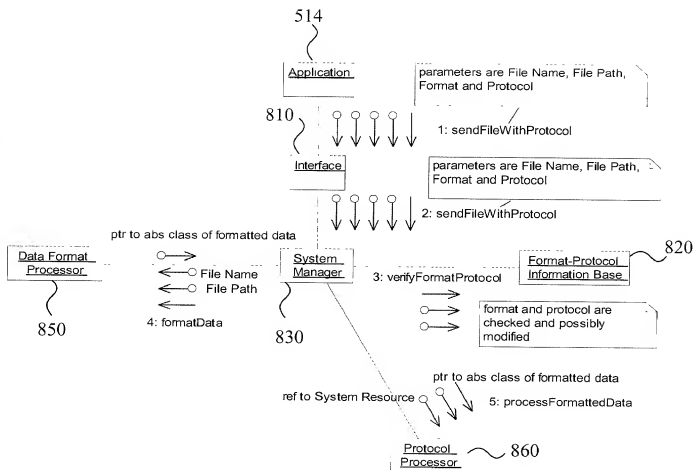 514
Application
parameters are File Name, File Path,
Format and Protocol
810
1: sendFileWithProtocol
Interface
parameters are File Name, File Path,
Format and Protocol
2: sendFileWithProtocol
ptr to abs class of formatted data
820
Data Format
Processor
File Name
File Path
System
Manager
3: verifyFormatProtocol
Format-Protocol
Information Base
850
4: formatData
830
format and protocol are
checked and possibly
modified
ptr to abs class of formatted data
ref to System Resource
5: processFormattedData
Protocol
Processor
860